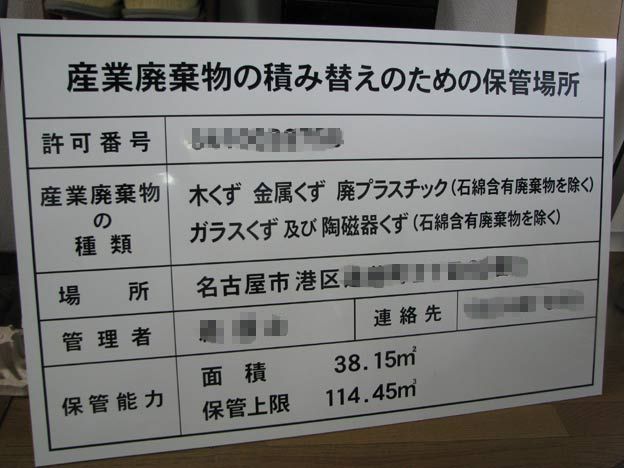 産業廃棄物の積み替えのための保管場所
許可番号
産業廃棄物の種類
木くず 金属くず 廃プラスチック(石綿含有廃棄物を除く)
ガラスくず及び陶磁器くず(石綿含有廃棄物を除く)
場所
名古屋市港区
管理者
連絡先
保管能力
面積 38.15㎡
保管上限 114.45㎥